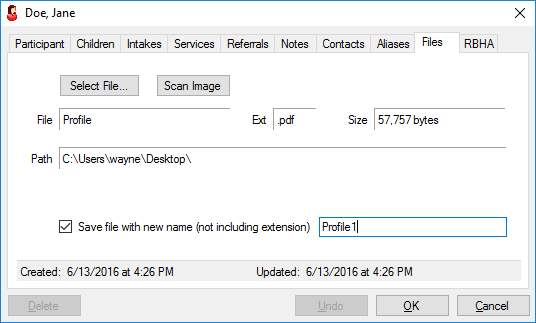 Doe, Jane
Participant Children Intakes Services Referrals Notes Contacts Aliases Files RBHA
Select File... Scan Image
File Profile Ext .pdf Size 57,757 bytes
Path C:\Users\wayne\Desktop\
Save file with new name (not including extension) Profile1
Created: 6/13/2016 at 4:26 PM Updated: 6/13/2016 at 4:26 PM
Delete Undo OK Cancel